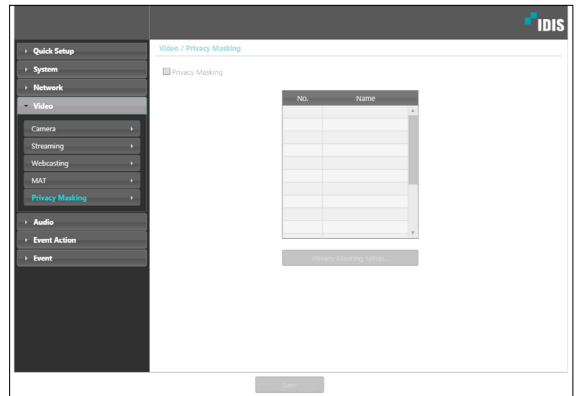 IDIS
Quick Setup
System
Network
Video
Camera
Streaming
Webcasting
MAT
Privacy Masking
Audio
Event Action
Event
Video / Privacy Masking
Privacy Masking
No. Name
Privacy Masking Setup...
Save